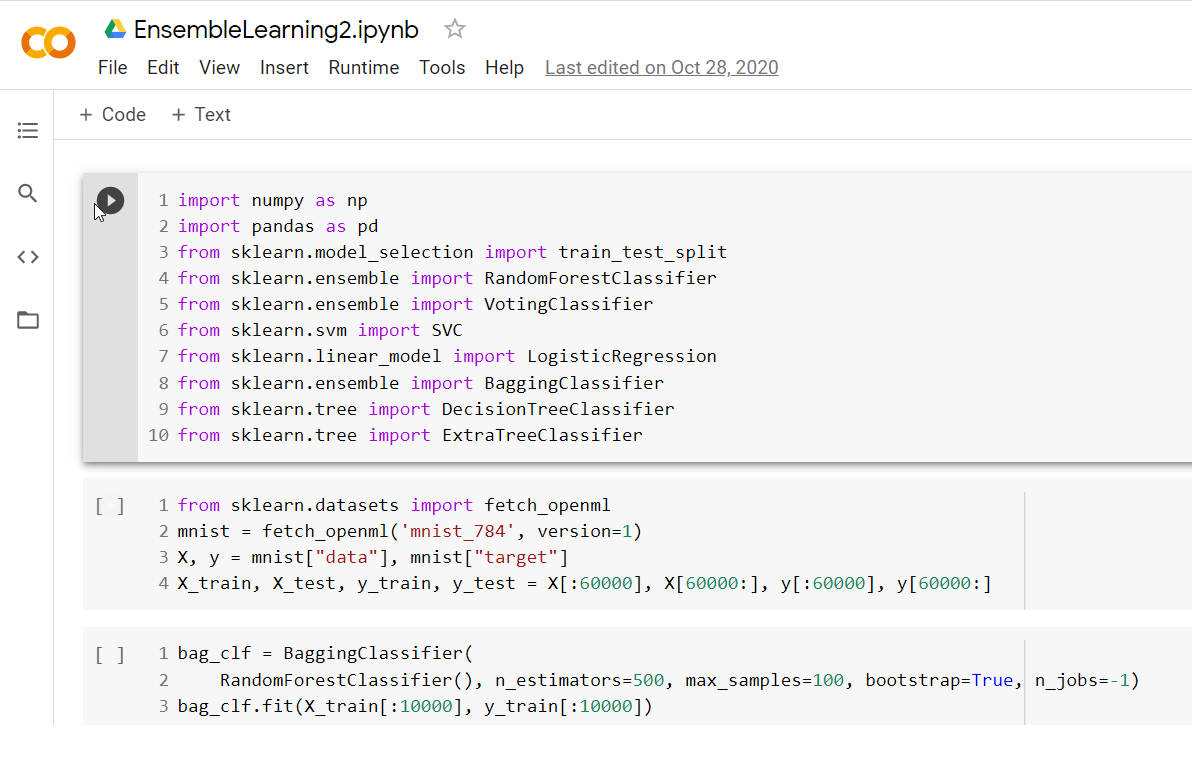 EnsembleLearning2.ipynb
File Edit View Insert Runtime Tools Help Last edited on Oct 28, 2020
+ Code + Text
1 import numpy as np
2 import pandas as pd
3 from sklearn.model_selection import train_test_split
4 from sklearn.ensemble import RandomForestClassifier
5 from sklearn.ensemble import VotingClassifier
6 from sklearn.svm import SVC
7 from sklearn.linear_model import LogisticRegression
8 from sklearn.ensemble import BaggingClassifier
9 from sklearn.tree import DecisionTreeClassifier
10 from sklearn.tree import ExtraTreeClassifier
[ ] 1 from sklearn.datasets import fetch_openml
2 mnist = fetch_openml('mnist_784', version=1)
3 X, y = mnist["data"], mnist["target"]
4 X_train, X_test, y_train, y_test = X[:60000], X[60000:], y[:60000], y[60000:]
[ ] 1 bag_clf = BaggingClassifier(
2     RandomForestClassifier(), n_estimators=500, max_samples=100, bootstrap=True, n_jobs=-1)
3 bag_clf.fit(X_train[:10000], y_train[:10000])